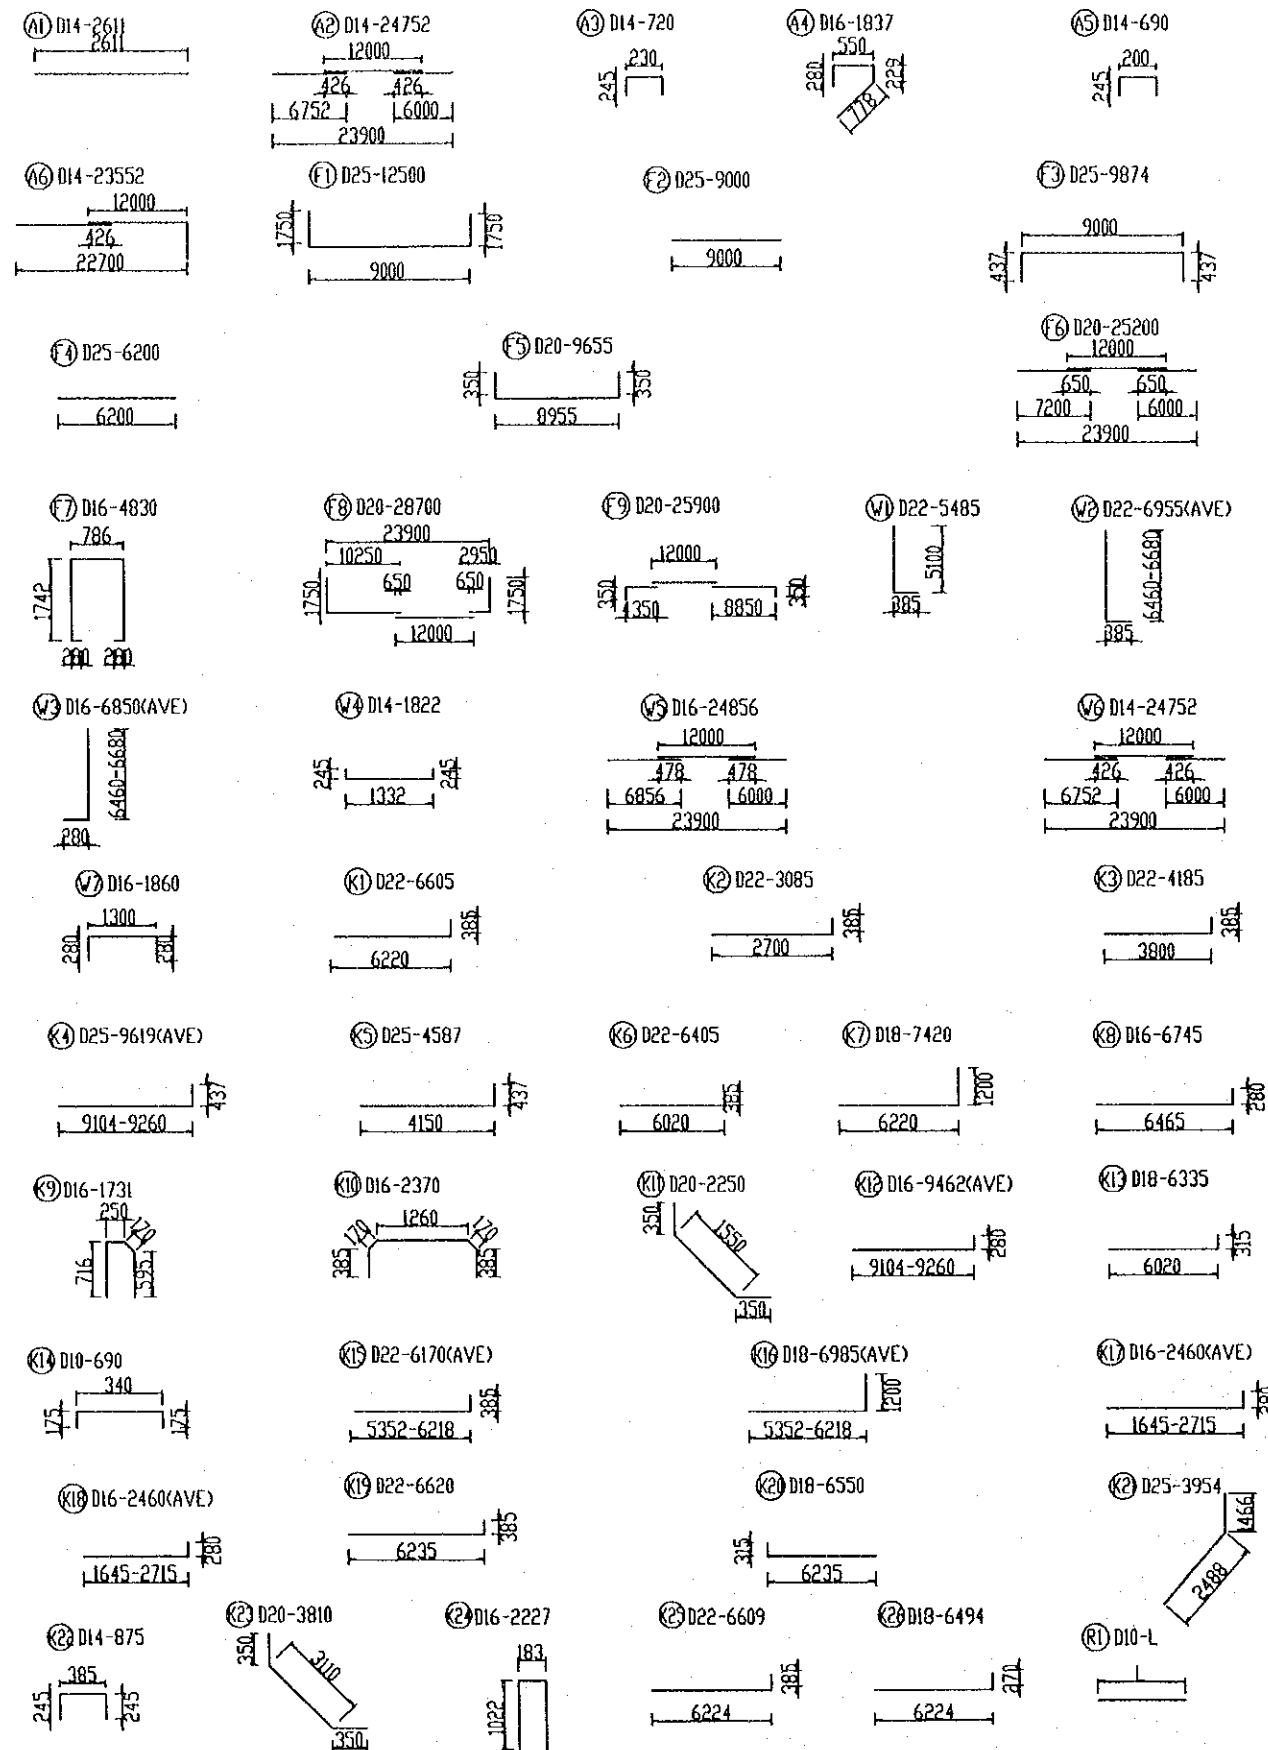 A1 D14-2611
2611
A2 D14-24752
12000
426 426
6752 6000
23900
A3 D14-720
230
245
A4 D16-1837
550
280 229
778
A5 D14-690
200
245
A6 D14-23552
12000
426
22700
F1 D25-12500
1750 1750
9000
F2 D25-9000
9000
F3 D25-9874
9000
437 437
F4 D25-6200
6200
F5 D20-9655
350 350
8955
F6 D20-25200
12000
650 650
7200 6000
23900
F7 D16-4830
786
1742
280 280
F8 D20-28700
23900
10250 2950
650 650
1750 1750
12000
F9 D20-25900
12000
350 350
4350 8850
W1 D22-5485
5100
385
W2 D22-6955(AVE)
6460-6680
385
W3 D16-6850(AVE)
6460-6680
280
W4 D14-1822
245 245
1332
W5 D16-24856
12000
478 478
6856 6000
23900
W6 D14-24752
12000
426 426
6752 6000
23900
W7 D16-1860
1300
280 280
K1 D22-6605
385
6220
K2 D22-3085
385
2700
K3 D22-4185
385
3800
K4 D25-9619(AVE)
437
9104-9260
K5 D25-4587
437
4150
K6 D22-6405
385
6020
K7 D18-7420
1200
6220
K8 D16-6745
280
6465
K9 D16-1731
250
170
716 595
K10 D16-2370
1260
170 170
385 385
K11 D20-2250
350
1550
350
K12 D16-9462(AVE)
280
9104-9260
K13 D18-6335
315
6020
K14 D10-690
340
175 175
K15 D22-6170(AVE)
385
5352-6218
K16 D18-6985(AVE)
1200
5352-6218
K17 D16-2460(AVE)
280
1645-2715
K18 D16-2460(AVE)
280
1645-2715
K19 D22-6620
385
6235
K20 D18-6550
315
6235
K21 D25-3954
1466
2488
K22 D14-875
385
245 245
K23 D20-3810
350
3110
350
K24 D16-2227
183
1022
K25 D22-6609
385
6224
K26 D18-6494
270
6224
R1 D10-L
L